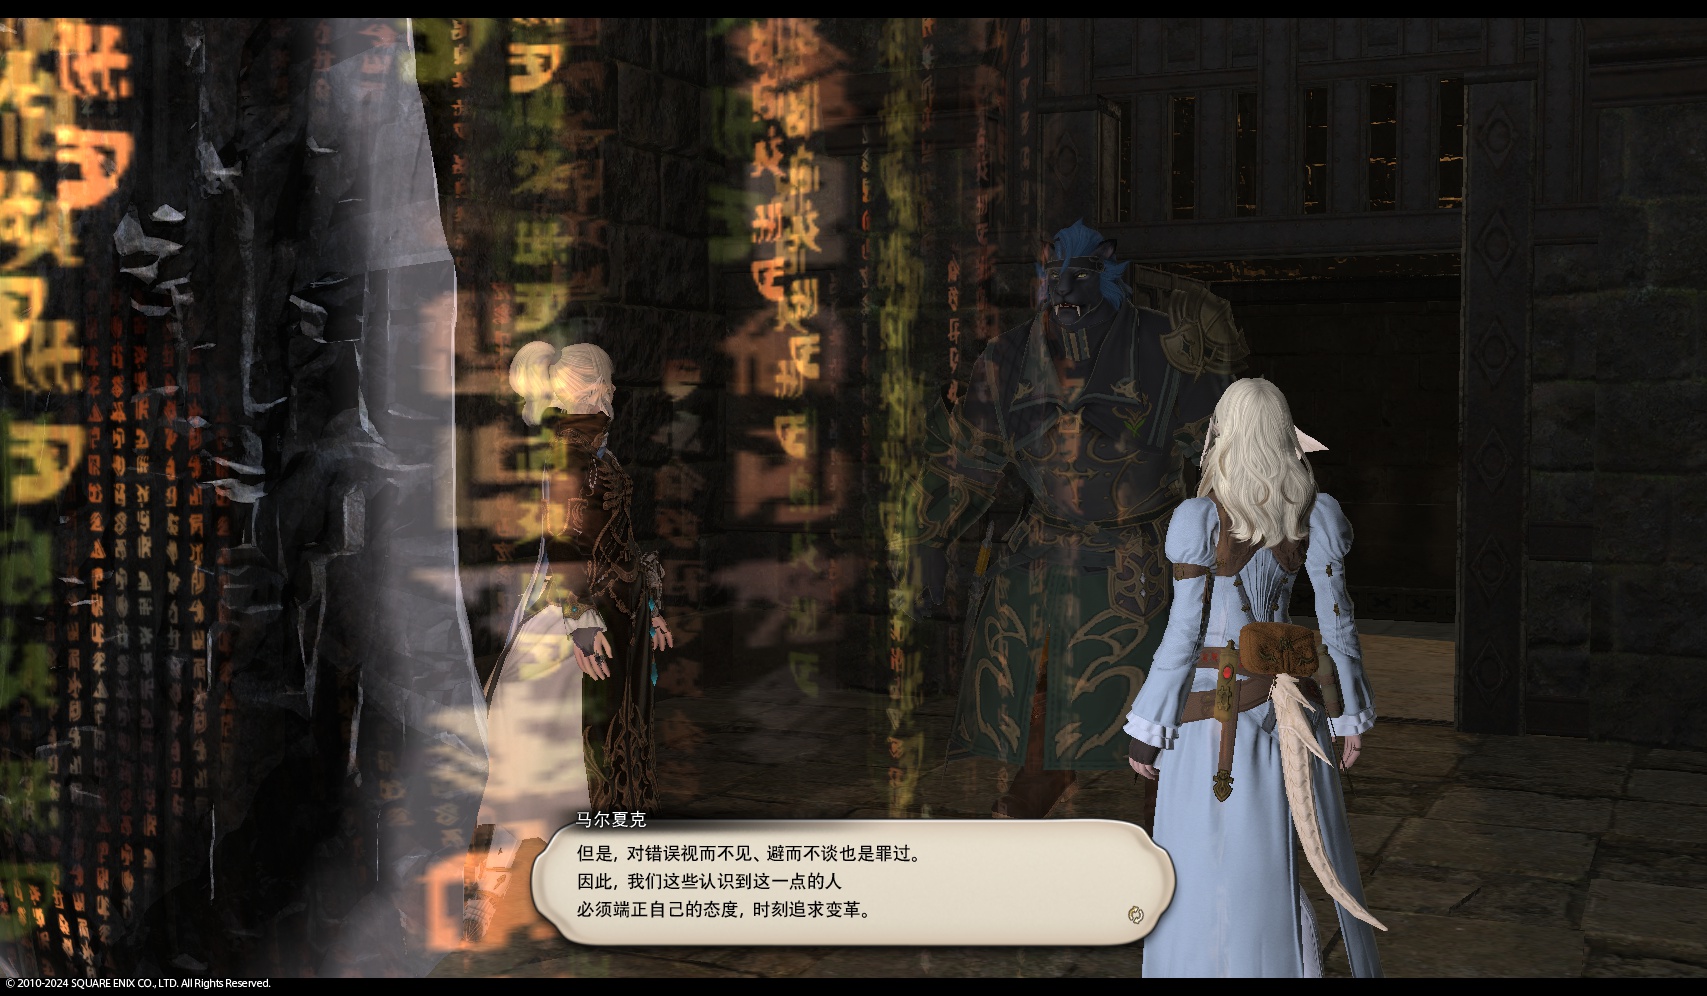 马尔夏克
但是，对错误视而不见、避而不谈也是罪过。
因此，我们这些认识到这一点的人
必须端正自己的态度，时刻追求变革。
© 2010-2024 SQUARE ENIX CO., LTD. All Rights Reserved.